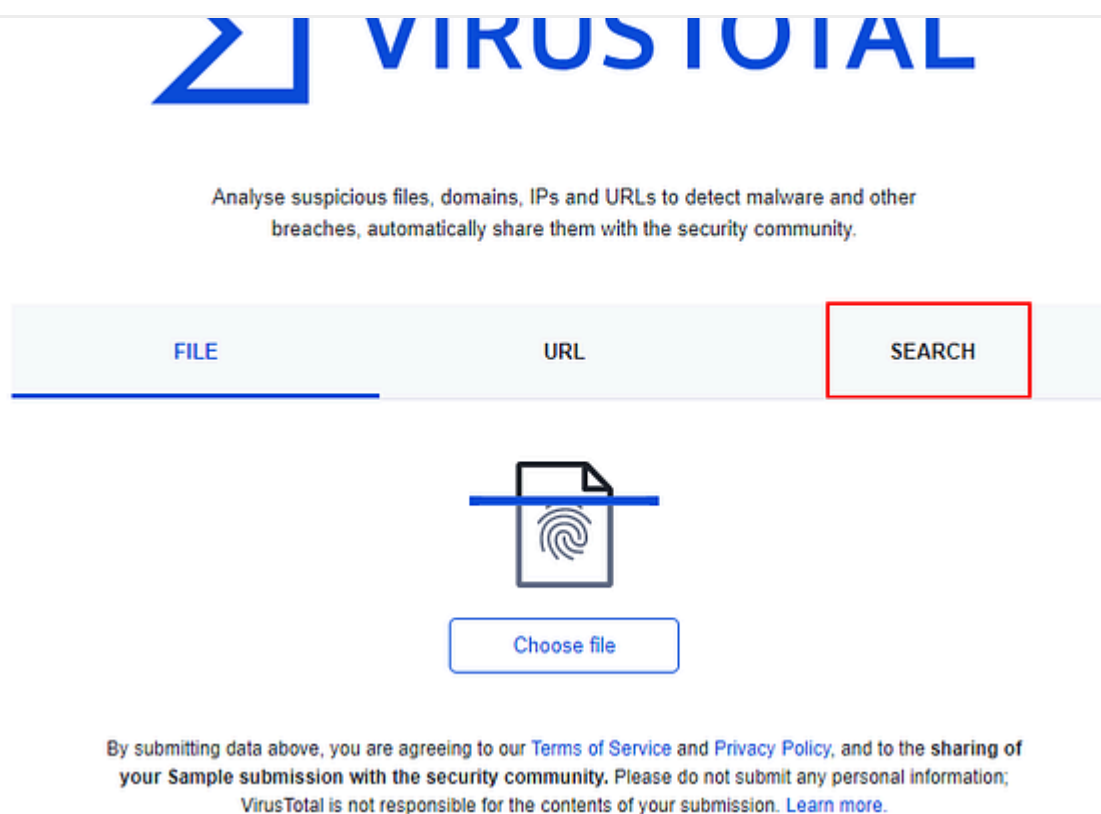 VIRUSTOTAL
Analyse suspicious files, domains, IPs and URLs to detect malware and other
breaches, automatically share them with the security community.
FILE URL SEARCH
Choose file
By submitting data above, you are agreeing to our Terms of Service and Privacy Policy, and to the sharing of
your Sample submission with the security community. Please do not submit any personal information;
VirusTotal is not responsible for the contents of your submission. Learn more.